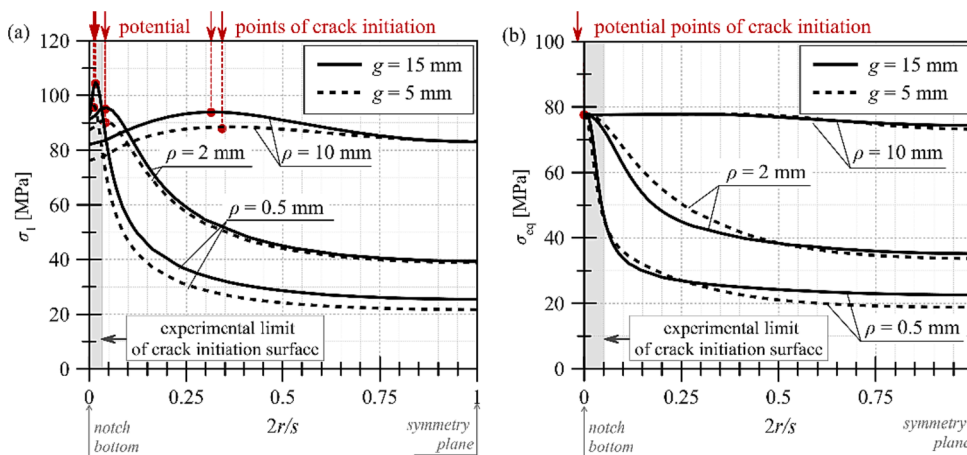 (a)
potential
points of crack initiation
σ1 [MPa]
120
100
80
60
40
20
0
g = 15 mm
g = 5 mm
ρ = 2 mm
ρ = 10 mm
ρ = 0.5 mm
experimental limit
of crack initiation surface
0
0.25
0.5
0.75
1
notch
bottom
2r/s
symmetry
plane
(b)
potential points of crack initiation
σeq [MPa]
100
80
60
40
20
0
g = 15 mm
g = 5 mm
ρ = 10 mm
ρ = 2 mm
ρ = 0.5 mm
experimental limit
of crack initiation surface
0
0.25
0.5
0.75
notch
bottom
2r/s
symmetry
plane